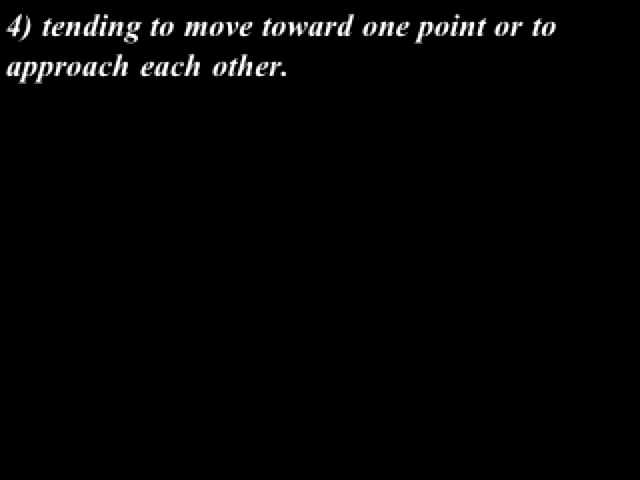 4) tending to move toward one point or to
approach each other.